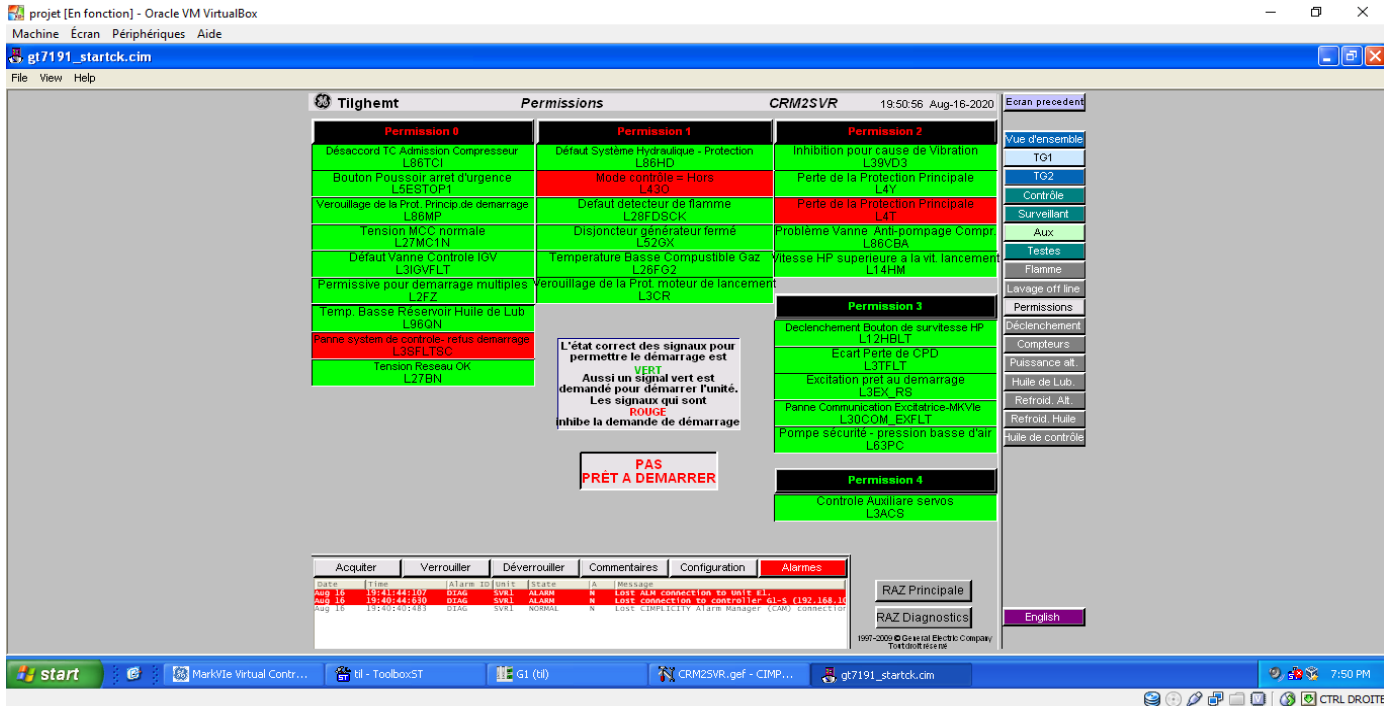 projet [En fonction] - Oracle VM VirtualBox
Machine Écran Périphériques Aide
gt7191_startck.cim
File View Help
Tilghemt Permissions CRM2SVR 19:50:56 Aug-16-2020
Ecran precedent
Permission 0
Désaccord TC Admission Compresseur
L86TCI
Bouton Poussoir arret d'urgence
L5ESTOP1
Verouillage de la Prot. Princip.de demarrage
L86MP
Tension MCC normale
L27MC1N
Défaut Vanne Controle IGV
L3IGVFLT
Permissive pour demarrage multiples
L2FZ
Temp. Basse Réservoir Huile de Lub
L96QN
Panne system de controle- refus demarrage
L3SFLTSC
Tension Reseau OK
L27BN
Permission 1
Défaut Système Hydraulique - Protection
L86HD
Mode contrôle = Hors
L43O
Defaut detecteur de flamme
L28FDSCK
Disjoncteur générateur fermé
L52GX
Temperature Basse Compustible Gaz
L26FG2
Verouillage de la Prot. moteur de lancement
L3CR
L'état correct des signaux pour
permettre le démarrage est
VERT
Aussi un signal vert est
demandé pour démarrer l'unité.
Les signaux qui sont
ROUGE
inhibe la demande de démarrage
PAS
PRÊT A DEMARRER
Permission 2
Inhibition pour cause de Vibration
L39VD3
Perte de la Protection Principale
L4Y
Perte de la Protection Principale
L4T
Problème Vanne Anti-pompage Compr.
L86CBA
Vitesse HP superieure a la vit. lancement
L14HM
Permission 3
Declenchement Bouton de survitesse HP
L12HBLT
Ecart Perte de CPD
L3TFLT
Excitation pret au demarrage
L3EX_RS
Panne Communication Excitatrice-MKVIe
L30COM_EXFLT
Pompe sécurité - pression basse d'air
L63PC
Permission 4
Controle Auxiliare servos
L3ACS
Vue d'ensemble
TG1
TG2
Contrôle
Surveillant
Aux
Testes
Flamme
Lavage off line
Permissions
Déclenchement
Compteurs
Puissance alt.
Huile de Lub.
Refroid. Alt.
Refroid. Huile
Huile de contrôle
English
Acquiter Verrouiller Déverrouiller Commentaires Configuration Alarmes
Date Time Alarm ID Unit State A Message
Aug 16 19:41:44:107 DIAG SVR1 ALARM N Lost ALM connection to Unit E1.
Aug 16 19:40:44:630 DIAG SVR1 ALARM N Lost connection to controller G1-S (192.168.10
Aug 16 19:40:40:483 DIAG SVR1 NORMAL N Lost CIMPLICITY Alarm Manager (CAM) connection
RAZ Principale
RAZ Diagnostics
1997-2009 © General Electric Company
Tout droit réservé
start MarkVIe Virtual Contr... til - ToolboxST G1 (til) CRM2SVR.gef - CIMP... gt7191_startck.cim 7:50 PM
CTRL DROITE